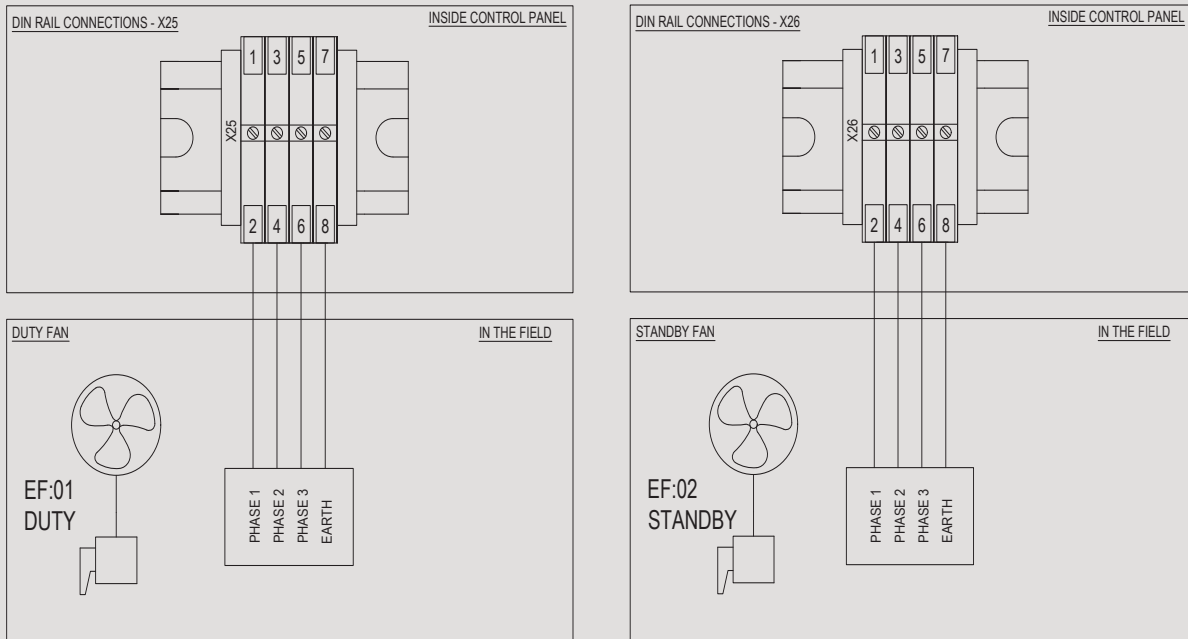 DIN RAIL CONNECTIONS - X25
INSIDE CONTROL PANEL
1 3 5 7
X25
2 4 6 8
DUTY FAN
IN THE FIELD
EF:01
DUTY
PHASE 1
PHASE 2
PHASE 3
EARTH
DIN RAIL CONNECTIONS - X26
INSIDE CONTROL PANEL
1 3 5 7
X26
2 4 6 8
STANDBY FAN
IN THE FIELD
EF:02
STANDBY
PHASE 1
PHASE 2
PHASE 3
EARTH